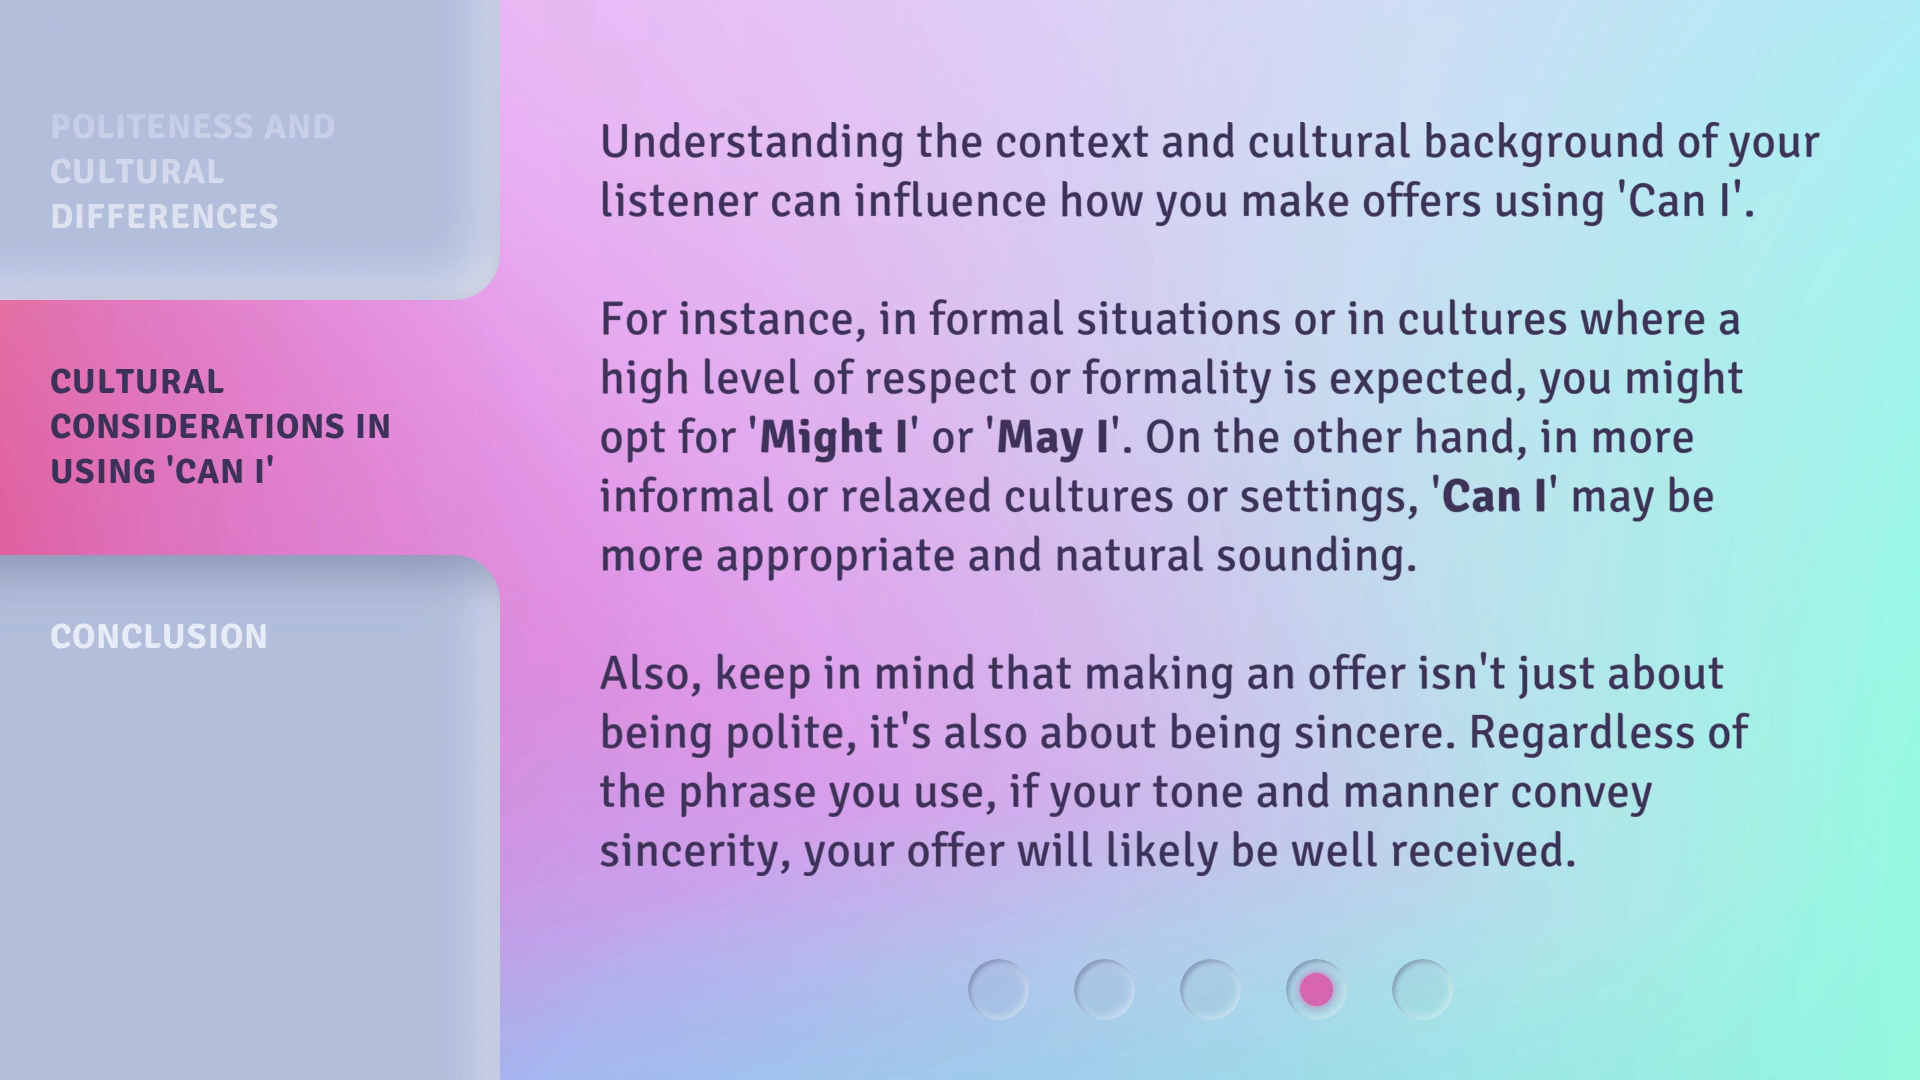 POLITENESS AND
CULTURAL
DIFFERENCES
CULTURAL
CONSIDERATIONS IN
USING 'CAN I'
CONCLUSION
Understanding the context and cultural background of your
listener can influence how you make offers using 'Can I'.
For instance, in formal situations or in cultures where a
high level of respect or formality is expected, you might
opt for 'Might I' or 'May I'. On the other hand, in more
informal or relaxed cultures or settings, 'Can I' may be
more appropriate and natural sounding.
Also, keep in mind that making an offer isn't just about
being polite, it's also about being sincere. Regardless of
the phrase you use, if your tone and manner convey
sincerity, your offer will likely be well received.